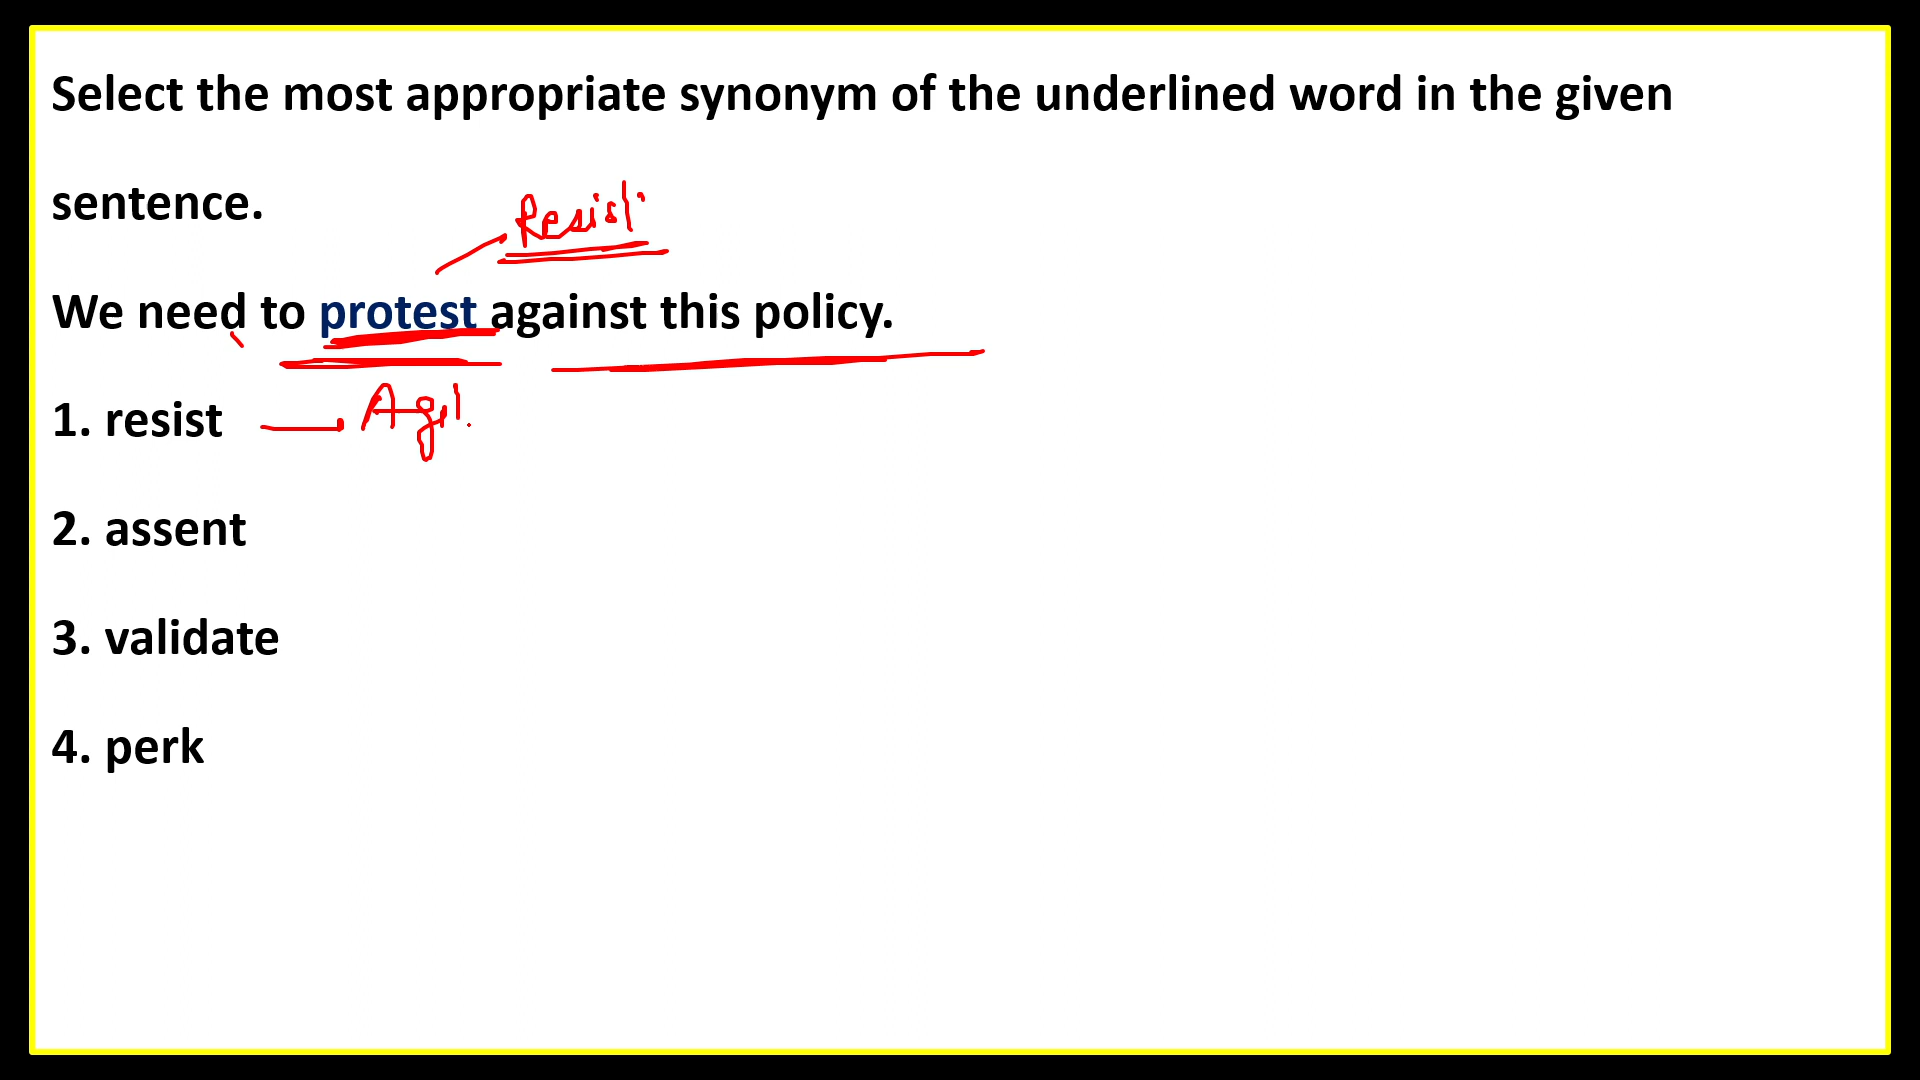 Select the most appropriate synonym of the underlined word in the given
sentence.
Resist
We need to protest against this policy.
1. resist
2. assent
3. validate
4. perk